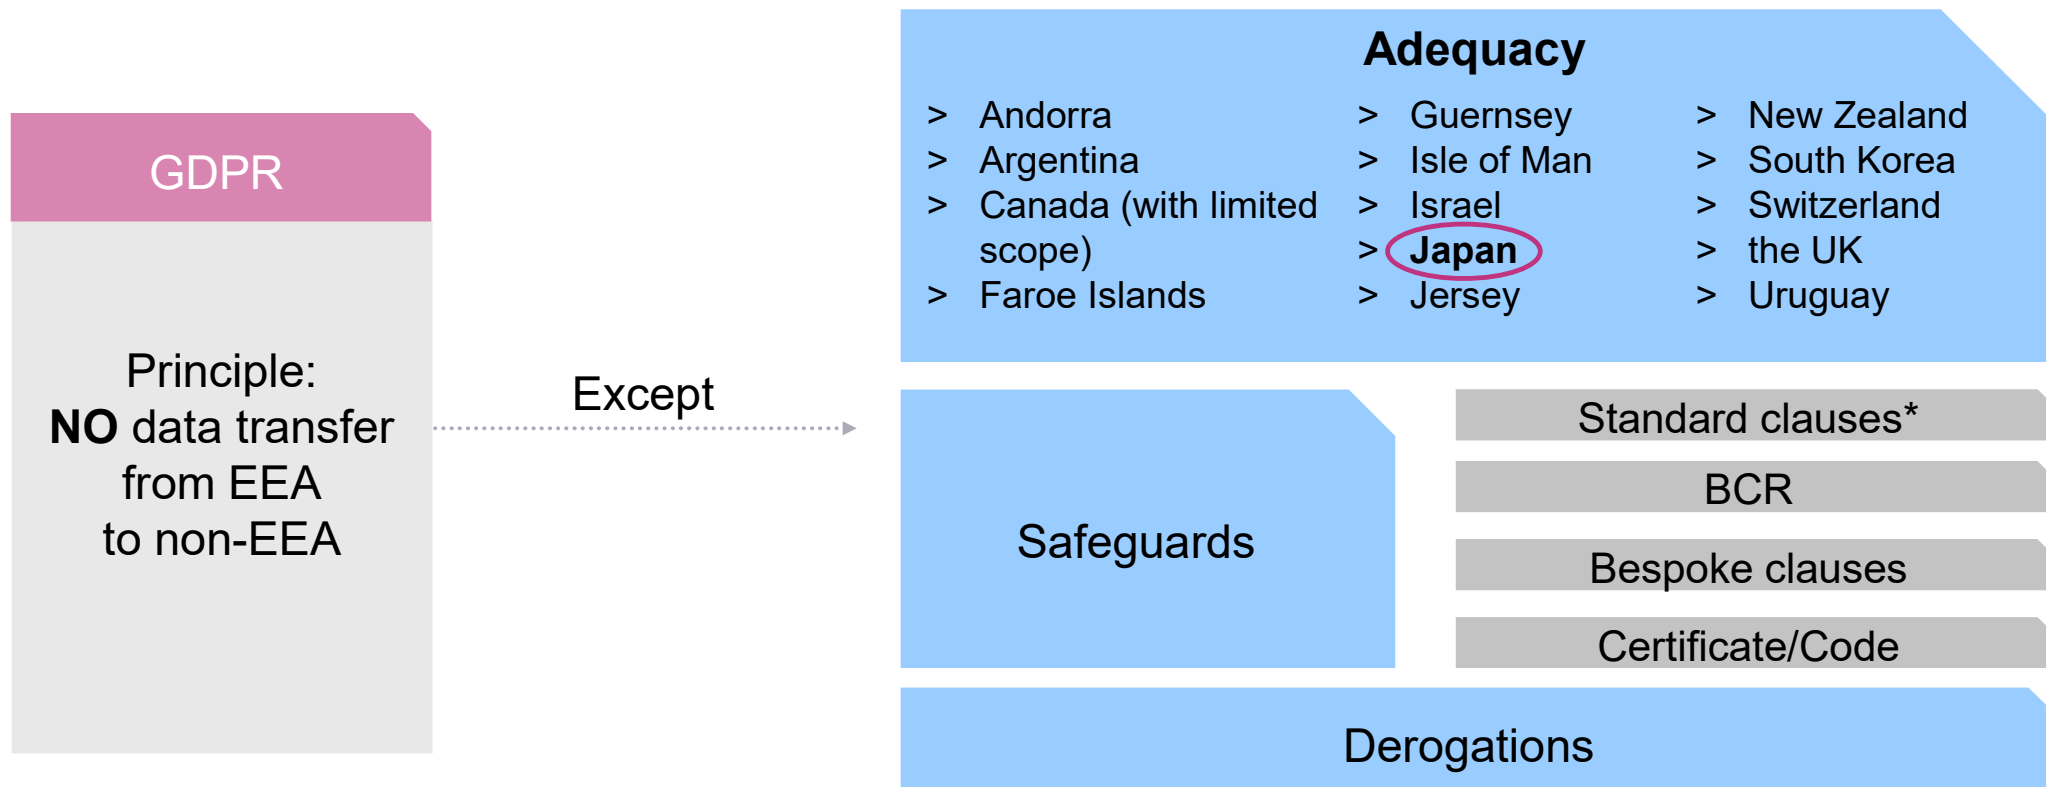 GDPR
Principle:
NO data transfer
from EEA
to non-EEA
Except
Adequacy
> Andorra
> Argentina
> Canada (with limited
scope)
> Faroe Islands
> Guernsey
> Isle of Man
> Israel
> Japan
> Jersey
> New Zealand
> South Korea
> Switzerland
> the UK
> Uruguay
Safeguards
Standard clauses*
BCR
Bespoke clauses
Certificate/Code
Derogations